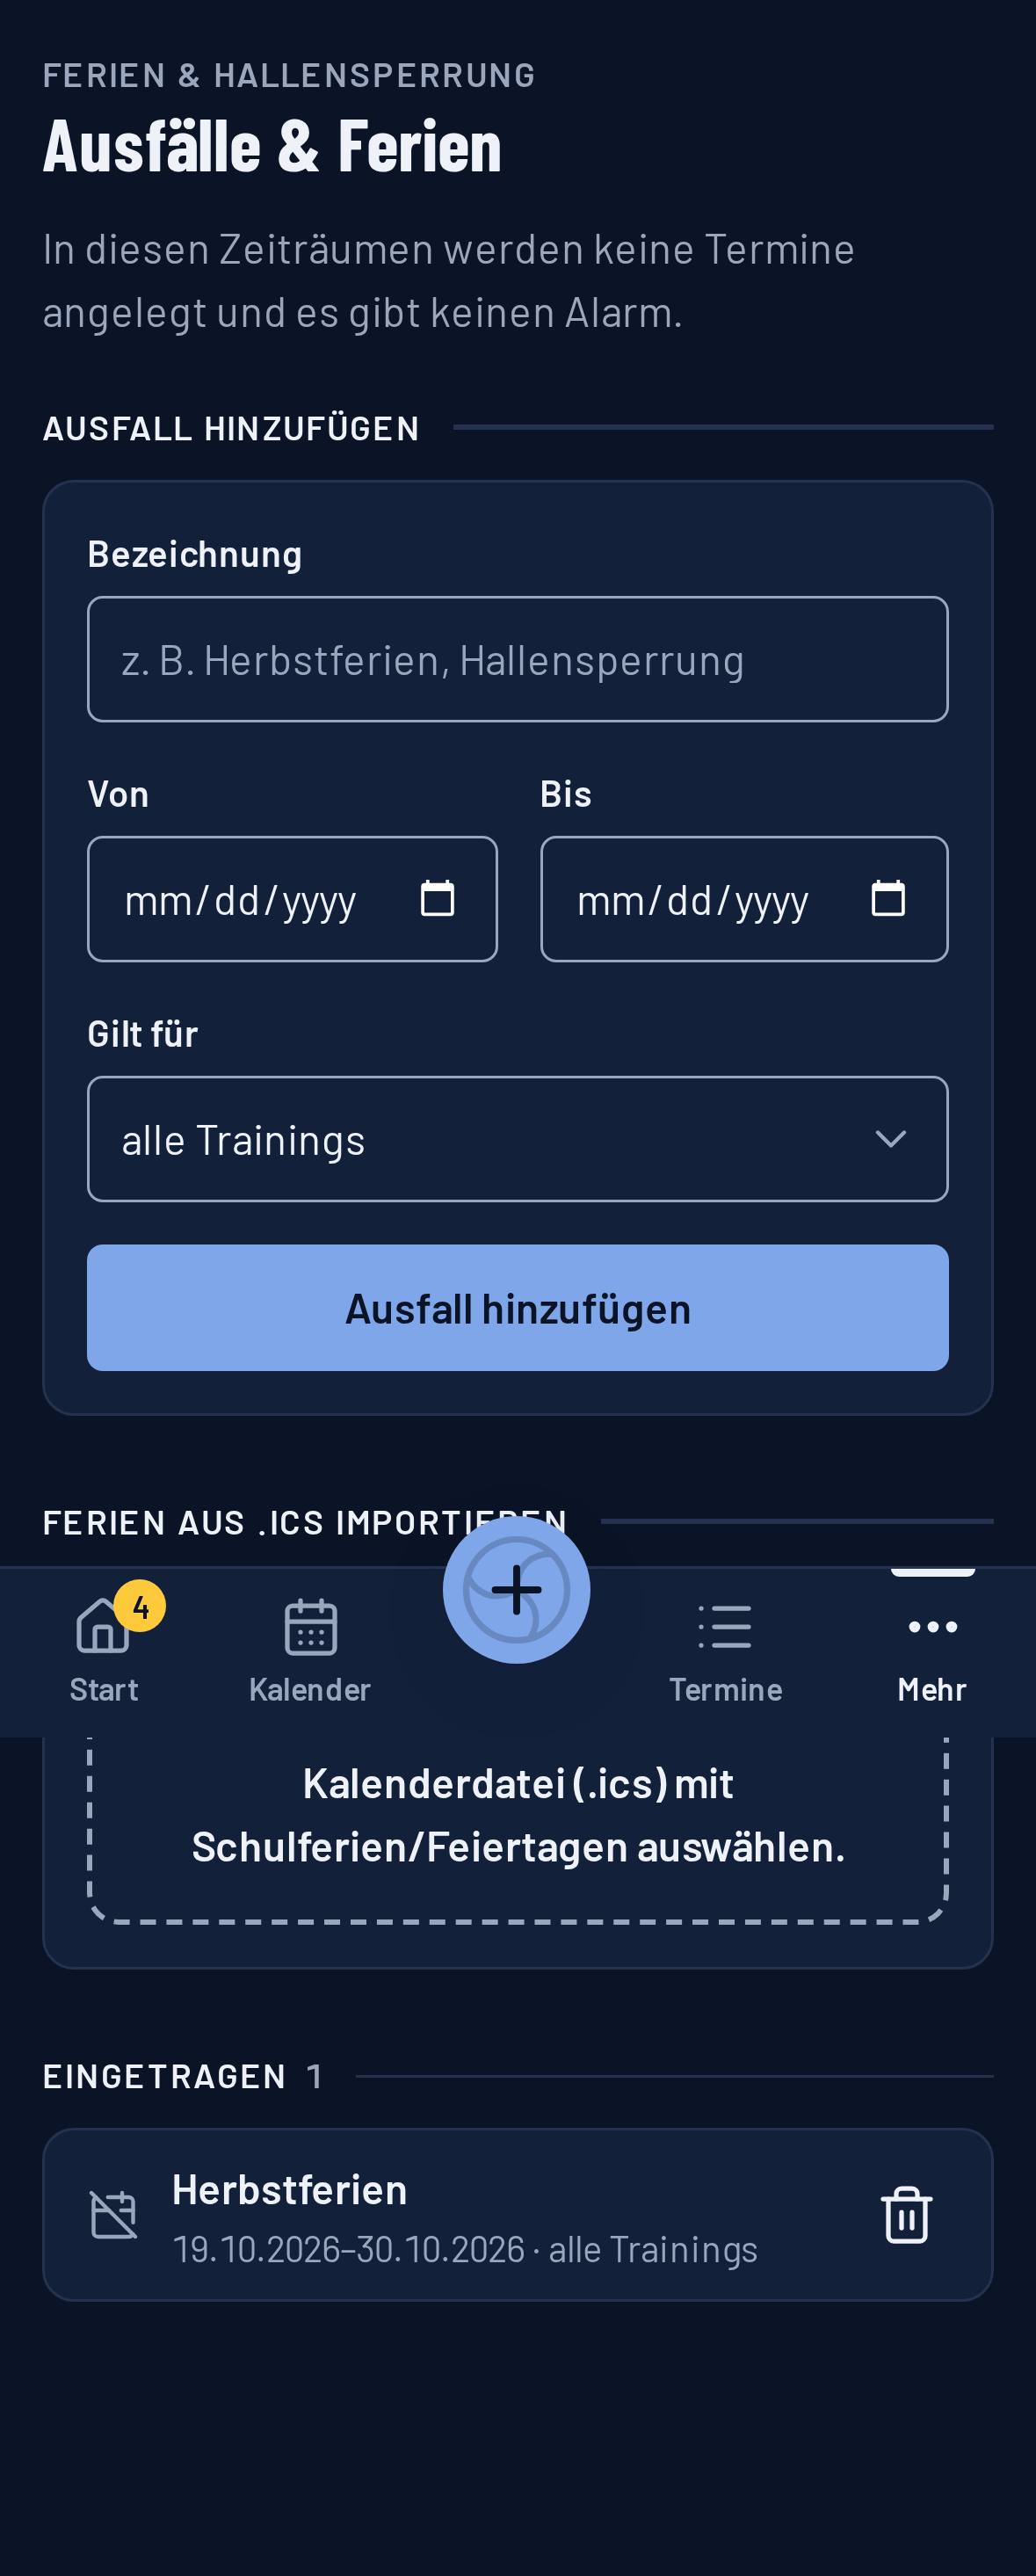 FERIEN & HALLENSPERRUNG
Ausfälle & Ferien
In diesen Zeiträumen werden keine Termine
angelegt und es gibt keinen Alarm.
AUSFALL HINZUFÜGEN
Bezeichnung
z. B. Herbstferien, Hallensperrung
Von
Bis
mm/dd/yyyy
mm/dd/yyyy
Gilt für
alle Trainings
Ausfall hinzufügen
FERIEN AUS .ICS IMPORTIEREN
4
Start
Kalender
Termine
Mehr
Kalenderdatei (.ics) mit
Schulferien/Feiertagen auswählen.
EINGETRAGEN 1
Herbstferien
19.10.2026–30.10.2026 · alle Trainings